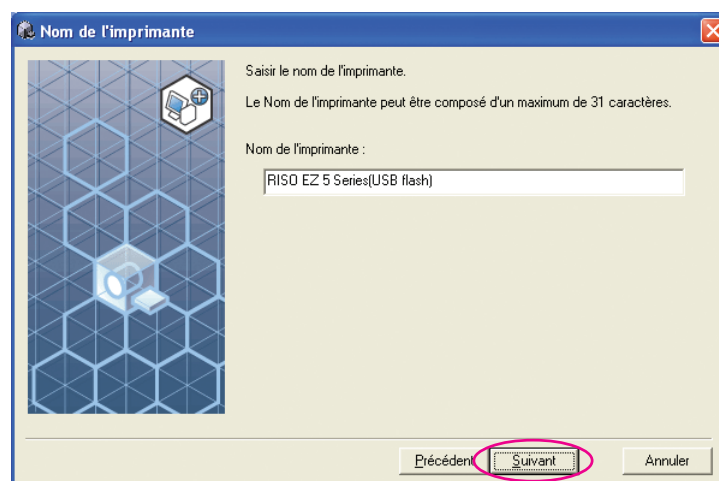 Nom de l'imprimante
Saisir le nom de l'imprimante.
Le Nom de l'imprimante peut être composé d'un maximum de 31 caractères.
Nom de l'imprimante :
RISO EZ 5 Series(USB flash)
Précédent Suivant Annuler